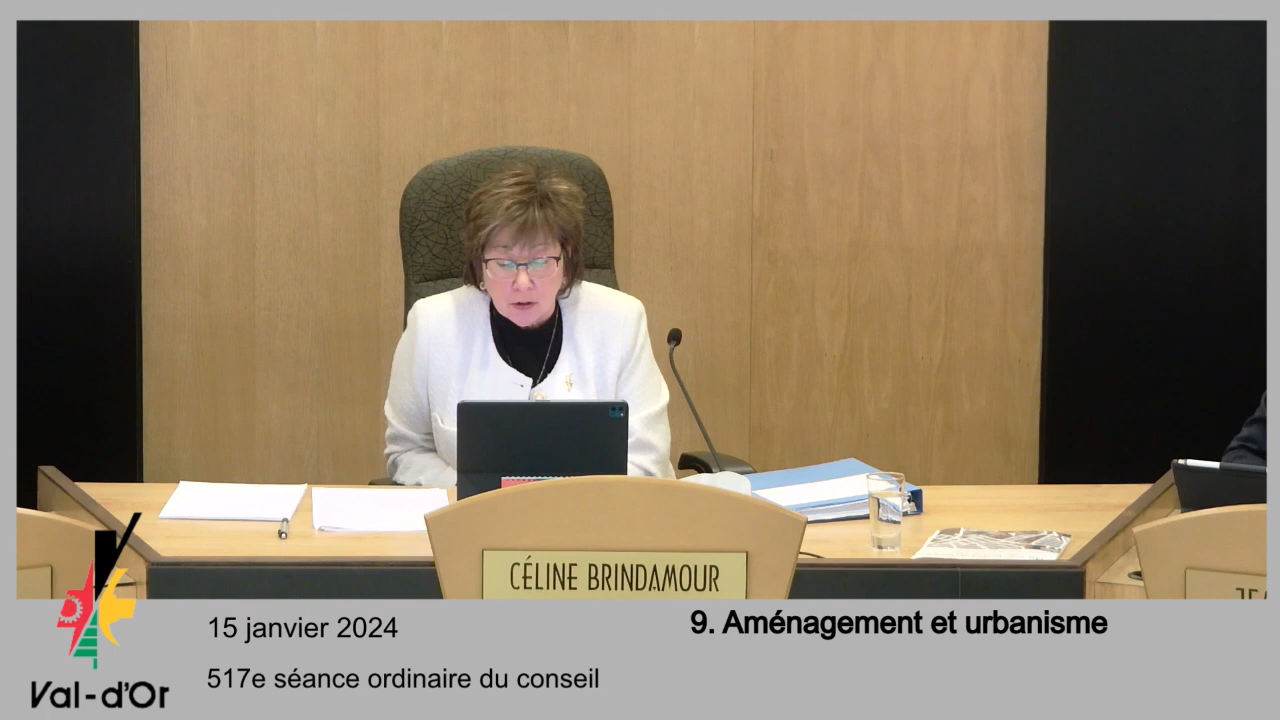 CÉLINE BRINDAMOUR
15 janvier 2024
9. Aménagement et urbanisme
517e séance ordinaire du conseil
Val-d'Or